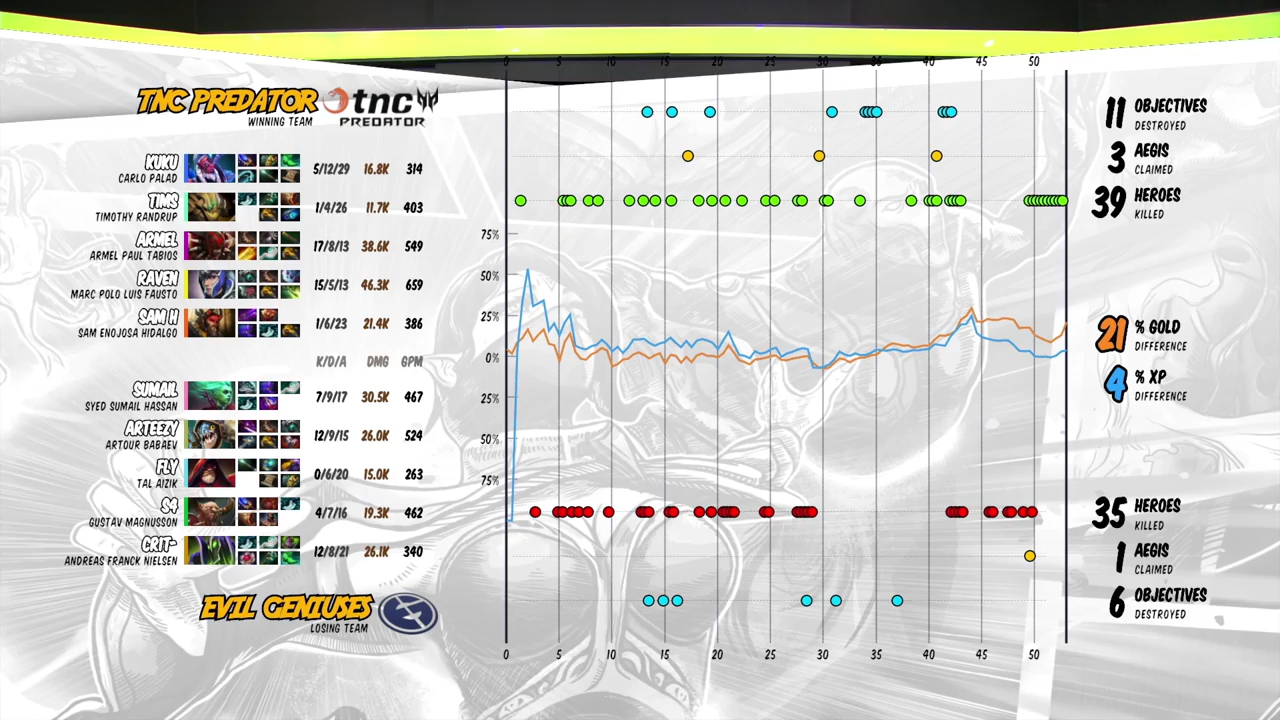 0 5 10 15 20 25 30 35 40 45 50
TNC PREDATOR
WINNING TEAM
tnc
PREDATOR
11 OBJECTIVES
DESTROYED
3 AEGIS
CLAIMED
39 HEROES
KILLED
KUKU
CARLO PALAD
5/12/29 16.8K 314
TIMS
TIMOTHY RANDRUP
1/4/26 11.7K 403
ARMEL
ARMEL PAUL TABIOS
17/8/13 38.6K 549
RAVEN
MARC POLO LUIS FAUSTO
15/5/13 46.3K 659
SAM H
SAM ENOJOSA HIDALGO
1/6/23 21.4K 386
K/D/A DMG GPM
SUMAIL
SYED SUMAIL HASSAN
7/9/17 30.5K 467
ARTEEZY
ARTOUR BABAEV
12/9/15 26.0K 524
FLY
TAL AIZIK
0/6/20 15.0K 263
S4
GUSTAV MAGNUSSON
4/7/16 19.3K 462
CRIT-
ANDREAS FRANCK NIELSEN
12/8/21 26.1K 340
EVIL GENIUSES
LOSING TEAM
75%
50%
25%
0%
25%
50%
75%
21 % GOLD
DIFFERENCE
4 % XP
DIFFERENCE
35 HEROES
KILLED
1 AEGIS
CLAIMED
6 OBJECTIVES
DESTROYED
0 5 10 15 20 25 30 35 40 45 50